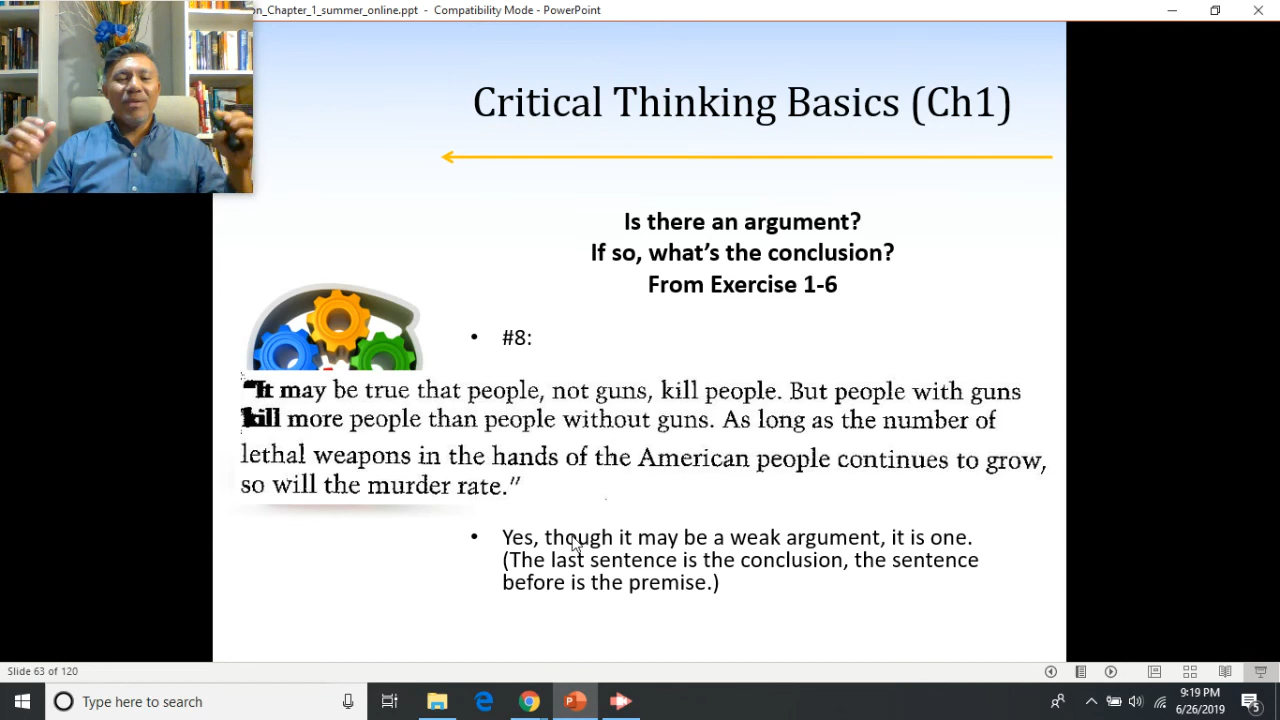 on_Chapter_1_summer_online.ppt - Compatibility Mode - PowerPoint
Critical Thinking Basics (Ch1)
Is there an argument?
If so, what's the conclusion?
From Exercise 1-6
• #8:
"It may be true that people, not guns, kill people. But people with guns
kill more people than people without guns. As long as the number of
lethal weapons in the hands of the American people continues to grow,
so will the murder rate."
• Yes, though it may be a weak argument, it is one.
(The last sentence is the conclusion, the sentence
before is the premise.)
Slide 63 of 120
Type here to search
9:19 PM
6/26/2019
5